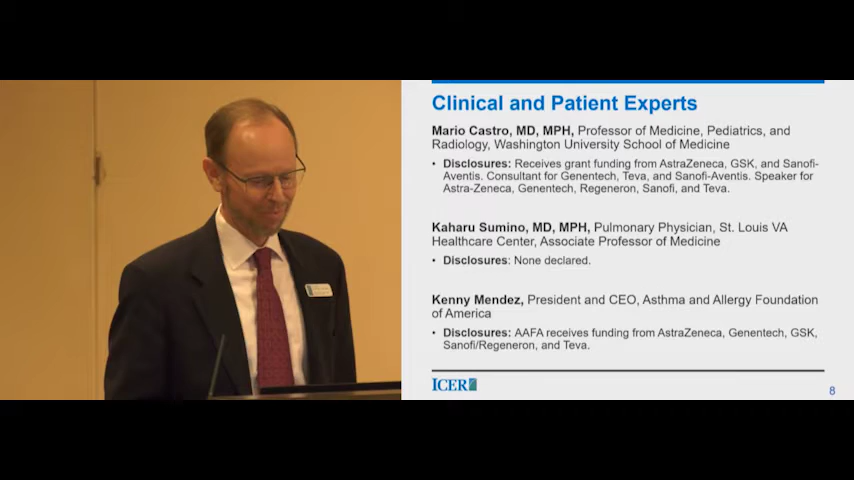 Clinical and Patient Experts
Mario Castro, MD, MPH, Professor of Medicine, Pediatrics, and
Radiology, Washington University School of Medicine
• Disclosures: Receives grant funding from AstraZeneca, GSK, and Sanofi-
Aventis. Consultant for Genentech, Teva, and Sanofi-Aventis. Speaker for
Astra-Zeneca, Genentech, Regeneron, Sanofi, and Teva.
Kaharu Sumino, MD, MPH, Pulmonary Physician, St. Louis VA
Healthcare Center, Associate Professor of Medicine
• Disclosures: None declared.
Kenny Mendez, President and CEO, Asthma and Allergy Foundation
of America
• Disclosures: AAFA receives funding from AstraZeneca, Genentech, GSK,
Sanofi/Regeneron, and Teva.
ICER
8